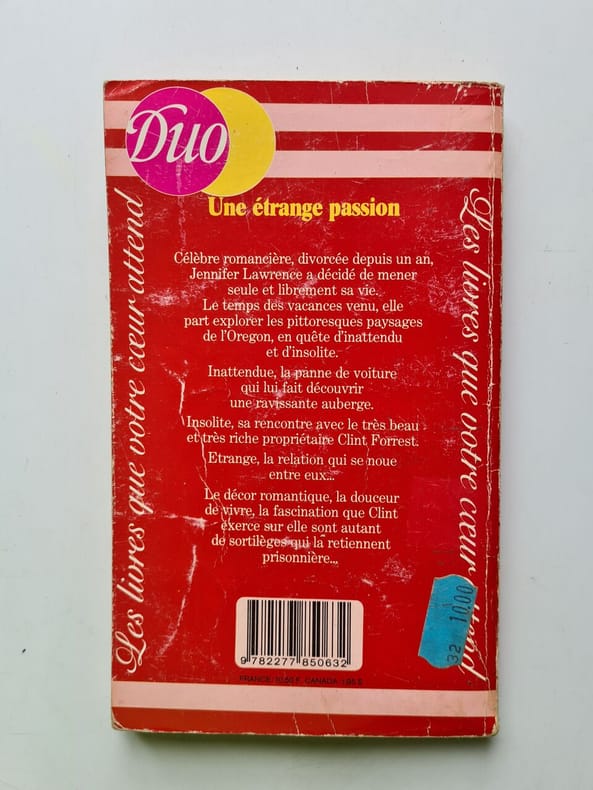 Duo
Une étrange passion
Célèbre romancière, divorcée depuis un an,
Jennifer Lawrence a décidé de mener
seule et librement sa vie.
Le temps des vacances venu, elle
part explorer les pittoresques paysages
de l'Oregon, en quête d'inattendu
et d'insolite.
Inattendue, la panne de voiture
qui lui fait découvrir
une ravissante auberge.
Insolite, sa rencontre avec le très beau
et très riche propriétaire Clint Forrest.
Etrange, la relation qui se noue
entre eux...
Le décor romantique, la douceur
de vivre, la fascination que Clint
exerce sur elle sont autant
de sortilèges qui la retiennent
prisonnière...
Les livres que votre cœur attend
Les livres que votre cœur attend
32 10.00
9 782277 850632
FRANCE: F, CANADA: